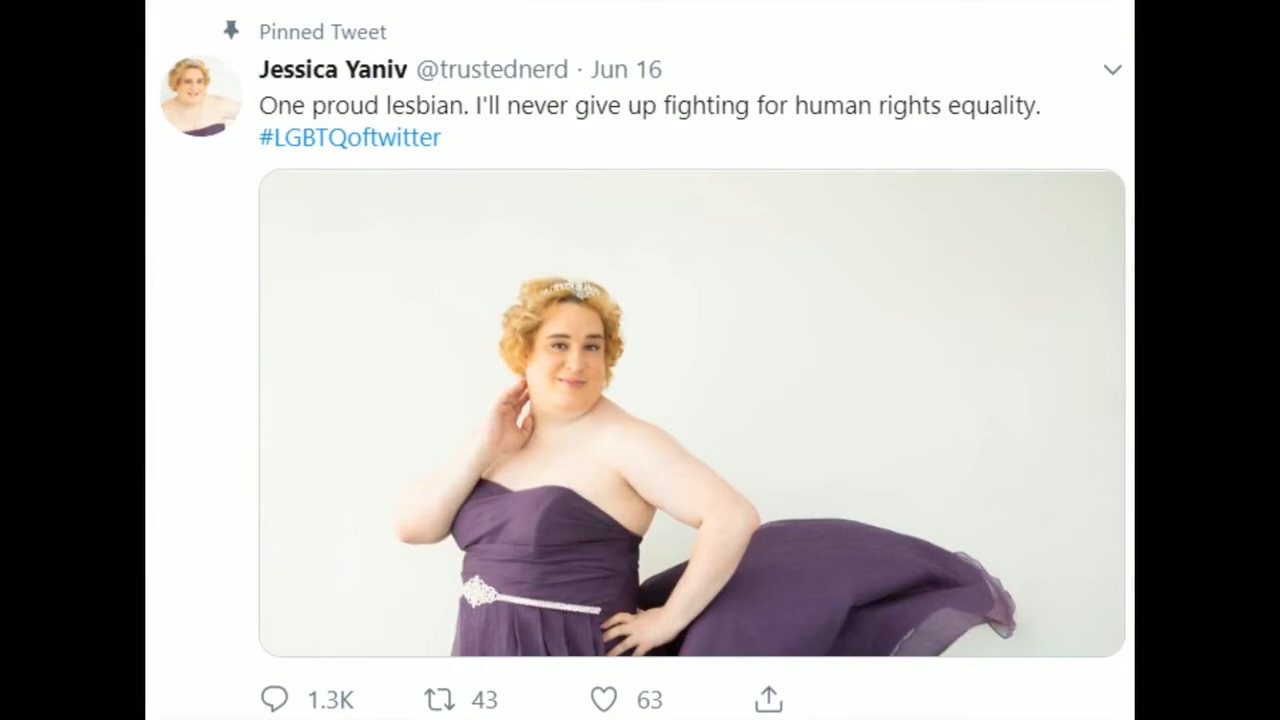 Pinned Tweet
Jessica Yaniv @trustednerd · Jun 16
One proud lesbian. I'll never give up fighting for human rights equality.
#LGBTQoftwitter
1.3K 43 63